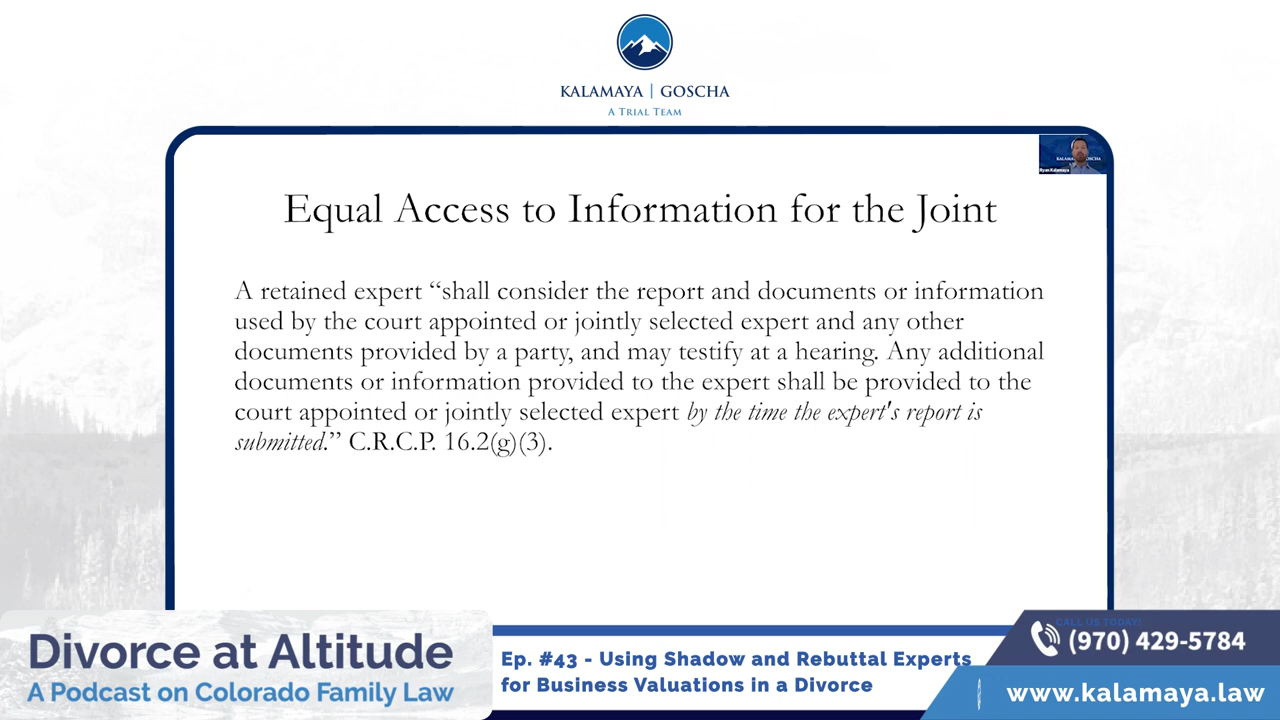 KALAMAYA | GOSCHA
A TRIAL TEAM
Ryan Kalamaya
Equal Access to Information for the Joint
A retained expert “shall consider the report and documents or information
used by the court appointed or jointly selected expert and any other
documents provided by a party, and may testify at a hearing. Any additional
documents or information provided to the expert shall be provided to the
court appointed or jointly selected expert by the time the expert's report is
submitted.” C.R.C.P. 16.2(g)(3).
Divorce at Altitude
A Podcast on Colorado Family Law
Ep. #43 - Using Shadow and Rebuttal Experts
for Business Valuations in a Divorce
CALL US TODAY!
(970) 429-5784
www.kalamaya.law